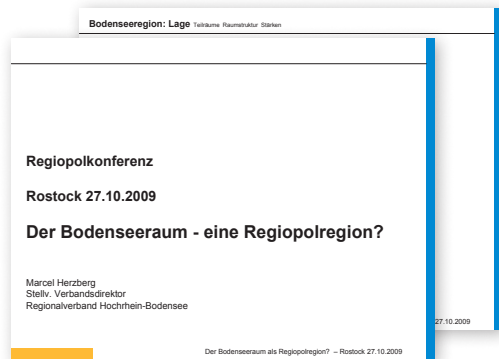 Bodenseeregion: Lage Teilräume Raumstruktur Stärken
Regiopolkonferenz
Rostock 27.10.2009
Der Bodenseeraum - eine Regiopolregion?
Marcel Herzberg
Stellv. Verbandsdirektor
Regionalverband Hochrhein-Bodensee
27.10.2009
Der Bodenseeraum als Regiopolregion? – Rostock 27.10.2009